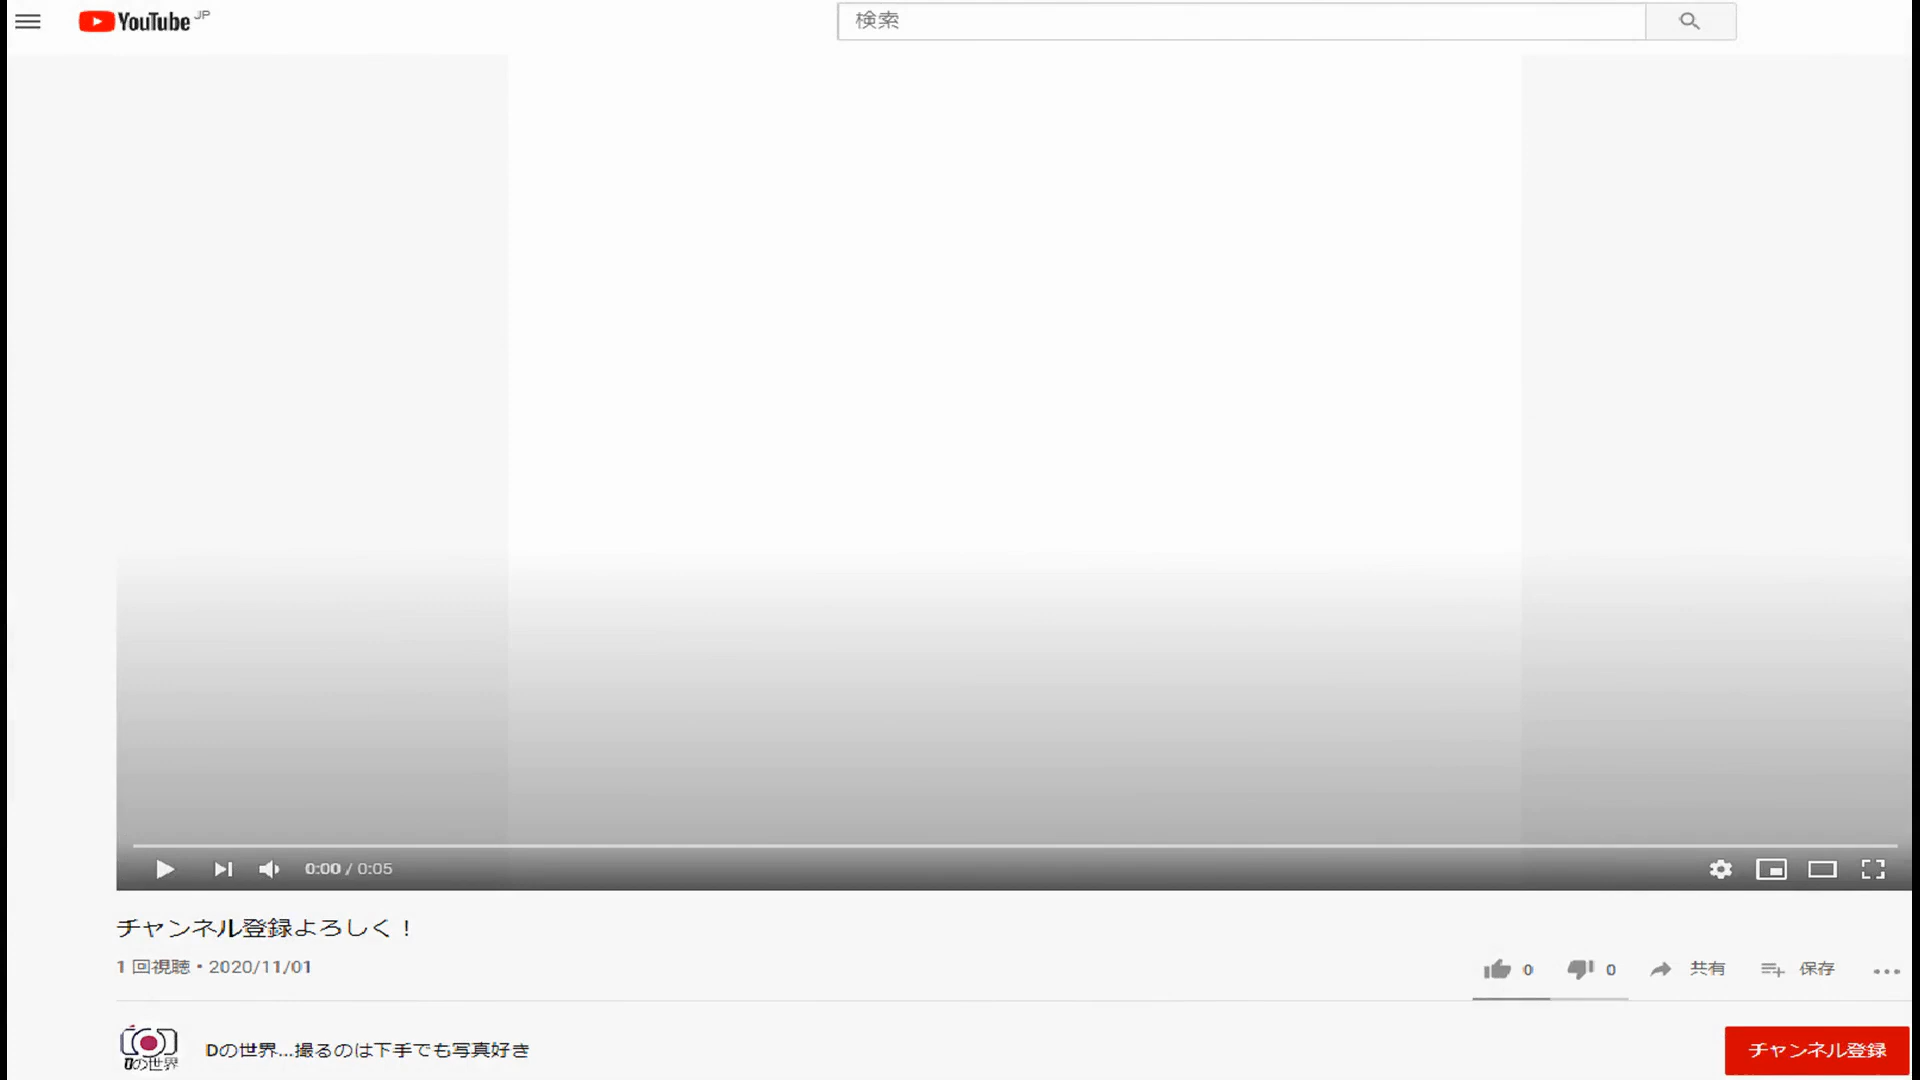 YouTube JP
検索
0:00 / 0:05
チャンネル登録よろしく！
1 回視聴・2020/11/01
0 0 共有 保存
Dの世界
Dの世界...撮るのは下手でも写真好き
チャンネル登録